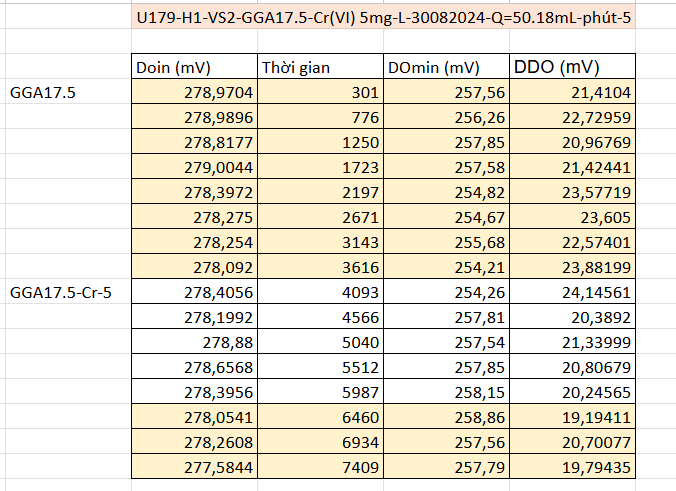 U179-H1-VS2-GGA17.5-Cr(VI) 5mg-L-30082024-Q=50.18mL-phút-5
Doin (mV) Thời gian DOmin (mV) DDO (mV)
GGA17.5 278,9704 301 257,56 21,4104
278,9896 776 256,26 22,72959
278,8177 1250 257,85 20,96769
279,0044 1723 257,58 21,42441
278,3972 2197 254,82 23,57719
278,275 2671 254,67 23,605
278,254 3143 255,68 22,57401
278,092 3616 254,21 23,88199
GGA17.5-Cr-5 278,4056 4093 254,26 24,14561
278,1992 4566 257,81 20,3892
278,88 5040 257,54 21,33999
278,6568 5512 257,85 20,80679
278,3956 5987 258,15 20,24565
278,0541 6460 258,86 19,19411
278,2608 6934 257,56 20,70077
277,5844 7409 257,79 19,79435